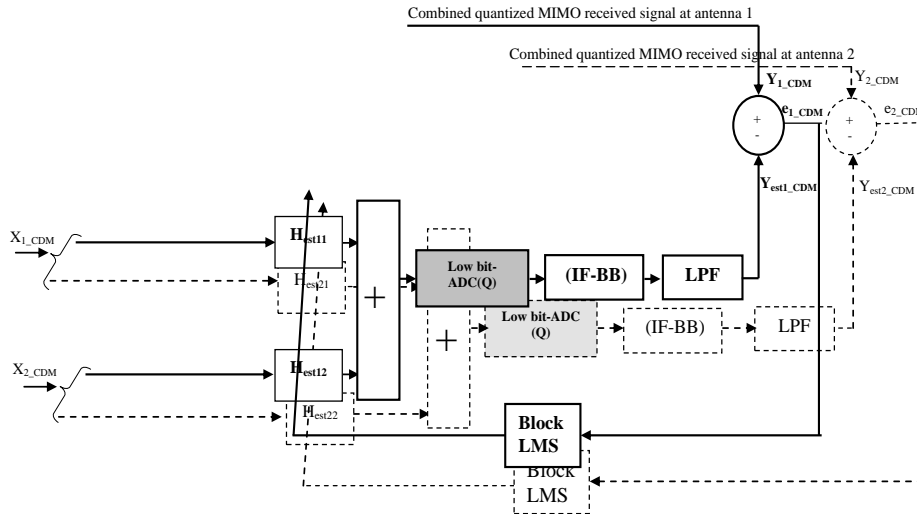 Combined quantized MIMO received signal at antenna 1
Combined quantized MIMO received signal at antenna 2
Y1_CDM
Y2_CDM
e1_CDM
e2_CDM
+
-
+
-
Yest1_CDM
Yest2_CDM
X1_CDM
Hest11
Hest21
+
Low bit-
ADC(Q)
(IF-BB)
LPF
Low bit-ADC
(Q)
(IF-BB)
LPF
+
X2_CDM
Hest12
Hest22
Block
LMS
Block
LMS